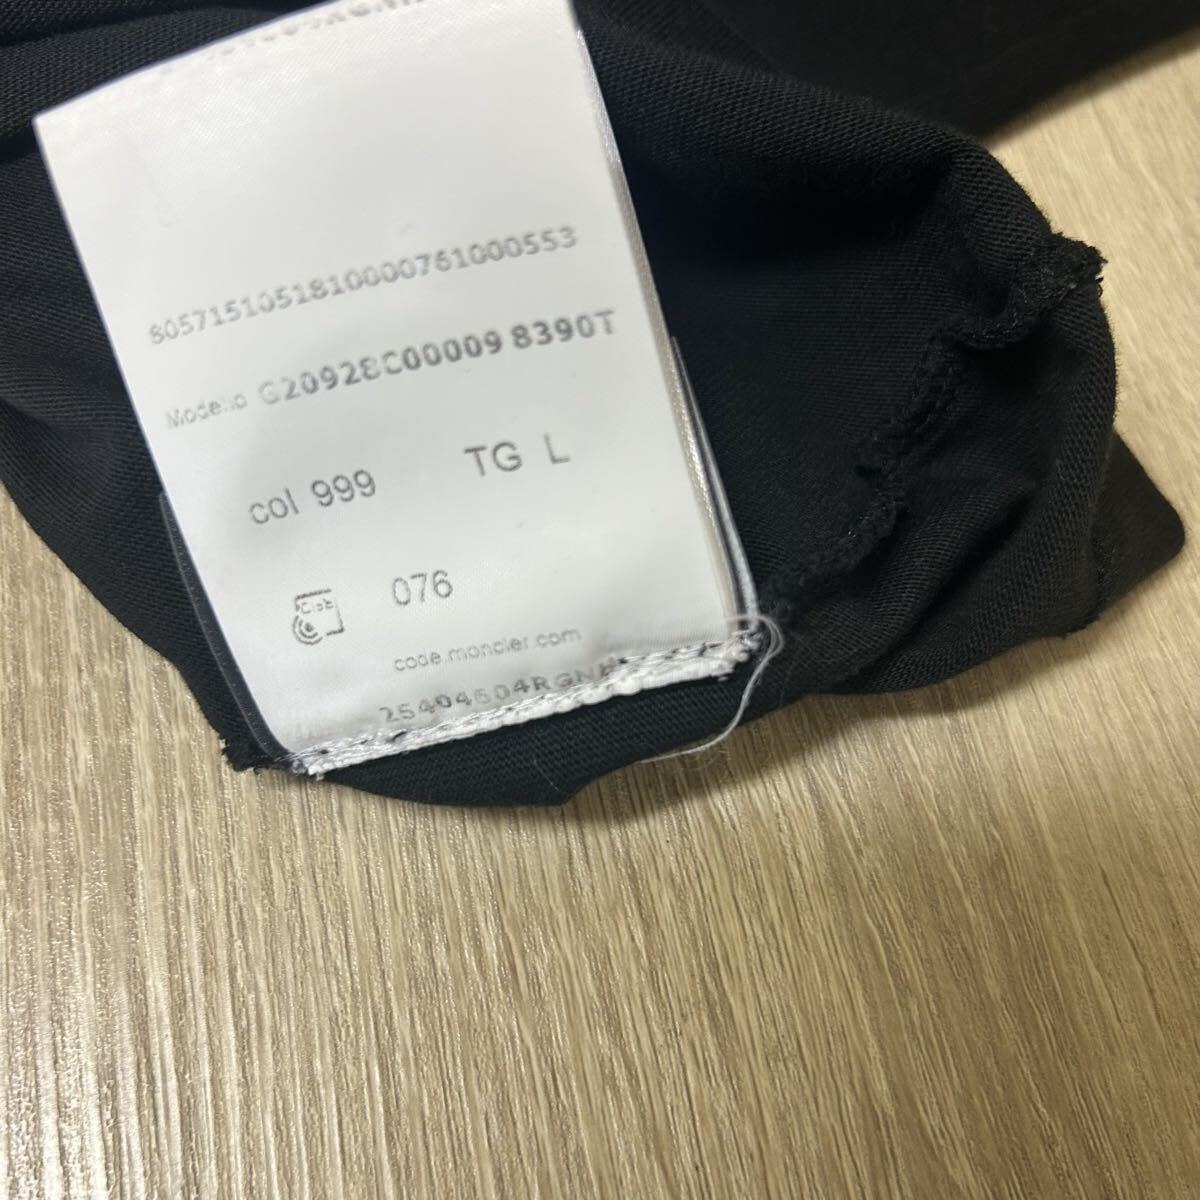 8057151051810000761000553
Modello G20928C00009 8390T
col 999 TG L
076
code.moncler.com